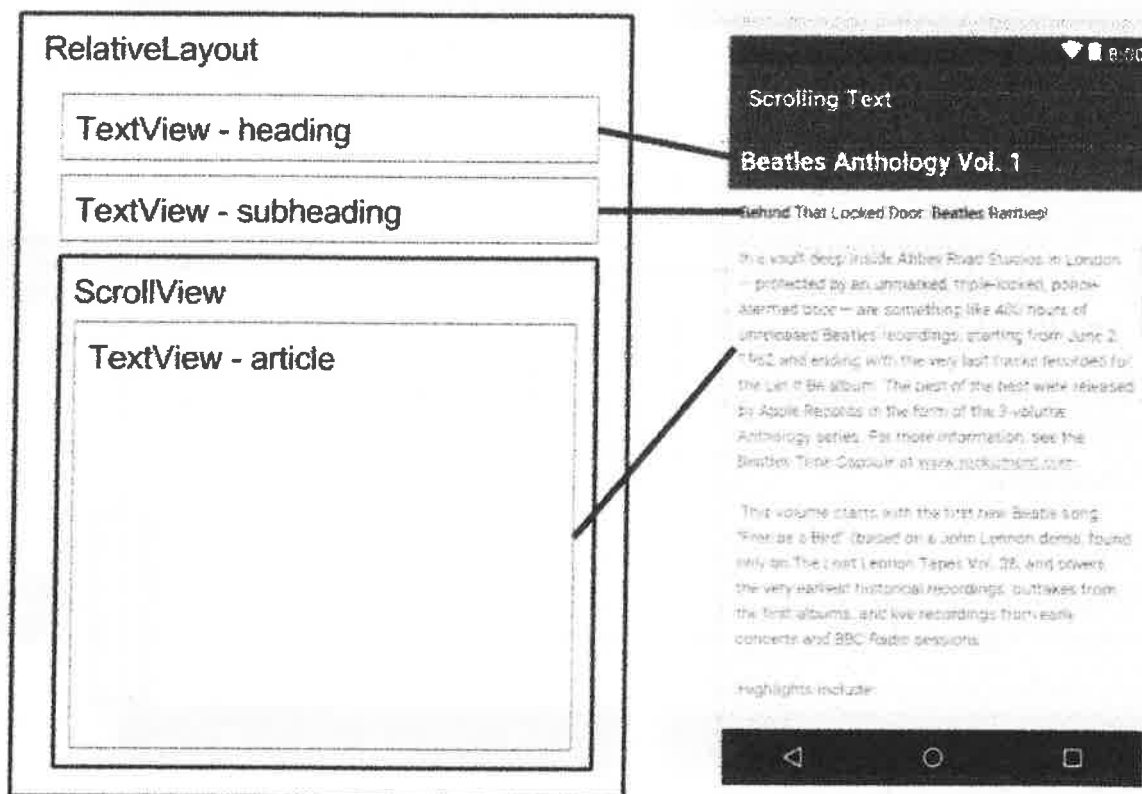 RelativeLayout
TextView - heading
TextView - subheading
ScrollView
TextView - article
8:00
Scrolling Text
Beatles Anthology Vol. 1
Behind That Locked Door: Beatles Rarities!
In a vault deep inside Abbey Road Studios in London
— protected by an unmarked, triple-locked, police-
alarmed door — are something like 400 hours of
unreleased Beatles recordings, starting from June 2,
1962 and ending with the very last tracks recorded for
the Let It Be album. The best of the best were released
by Apple Records in the form of the 3-volume
Anthology series. For more information, see the
Beatles Time Capsule at www.rockument.com.
This volume starts with the first new Beatle song,
"Free as a Bird" (based on a John Lennon demo, found
only on The Lost Lennon Tapes Vol. 28, and covers
the very earliest historical recordings, outtakes from
the first albums, and live recordings from early
concerts and BBC Radio sessions.
Highlights include: